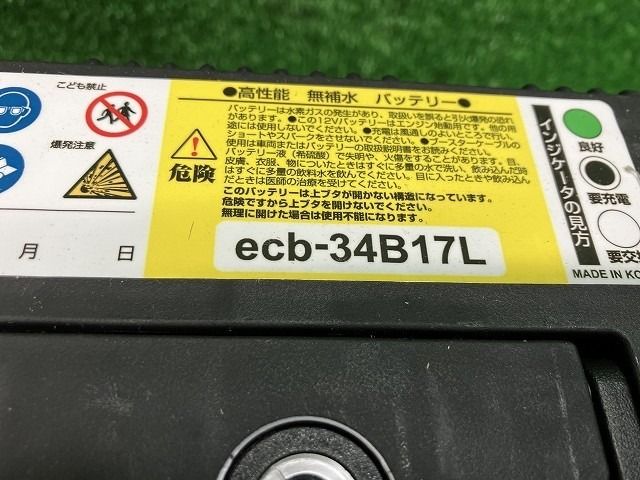 こども禁止
爆発注意
月 日
●高性能 無補水 バッテリー●
危険
バッテリーは水素ガスの発生があり、取扱いを誤ると引火爆発の恐れ
があります。●この12Vバッテリーはエンジン始動用です。他の用
途には使用しないでください。●充電は風通しのよいところで行い、
ショートやスパークをさせないでください。●ブースターケーブルの
使用は車両またはバッテリーの取扱説明書をお読みください。
バッテリー液（希硫酸）で失明や、火傷をすることがあります。目、
皮膚、衣服、物についたときはすぐに多量の水で洗い、飲み込んだ時
はすぐに多量の飲料水を飲んでください。目に入ったときや飲み込ん
だときは医師の治療を受けてください。
このバッテリーは上ブタが開かない構造になっています。
危険ですから上ブタを開けないでください。
無理に開けた場合は使用不能になります。
ecb-34B17L
インジケータの見方
良好
要充電
要交
MADE IN KO